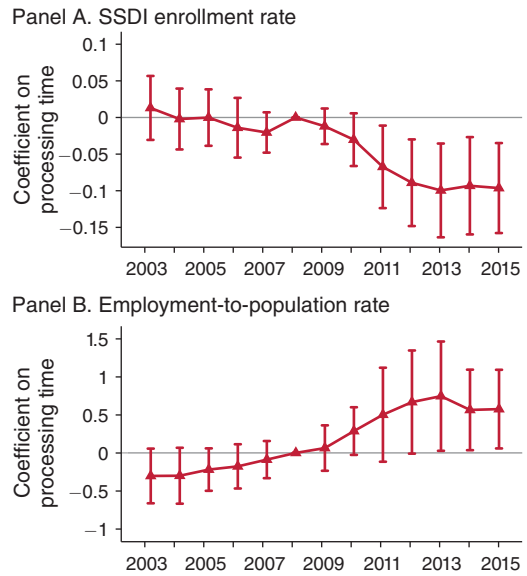 Panel A. SSDI enrollment rate
Coefficient on
processing time
0.1
0.05
0
−0.05
−0.1
−0.15
2003 2005 2007 2009 2011 2013 2015
Panel B. Employment-to-population rate
Coefficient on
processing time
1.5
1
0.5
0
−0.5
−1
2003 2005 2007 2009 2011 2013 2015